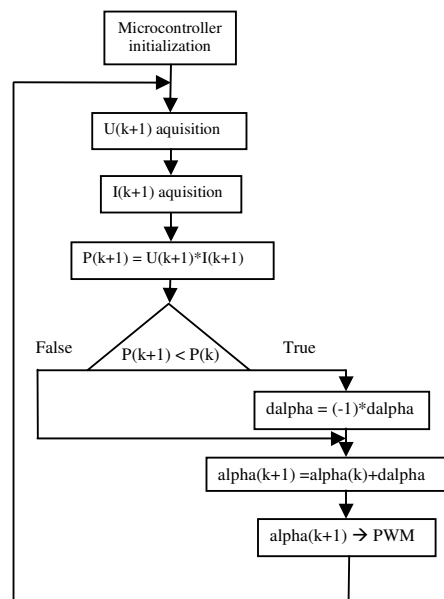 Microcontroller
initialization
U(k+1) aquisition
I(k+1) aquisition
P(k+1) = U(k+1)*I(k+1)
False
True
P(k+1) < P(k)
dalpha = (-1)*dalpha
alpha(k+1) =alpha(k)+dalpha
alpha(k+1) → PWM